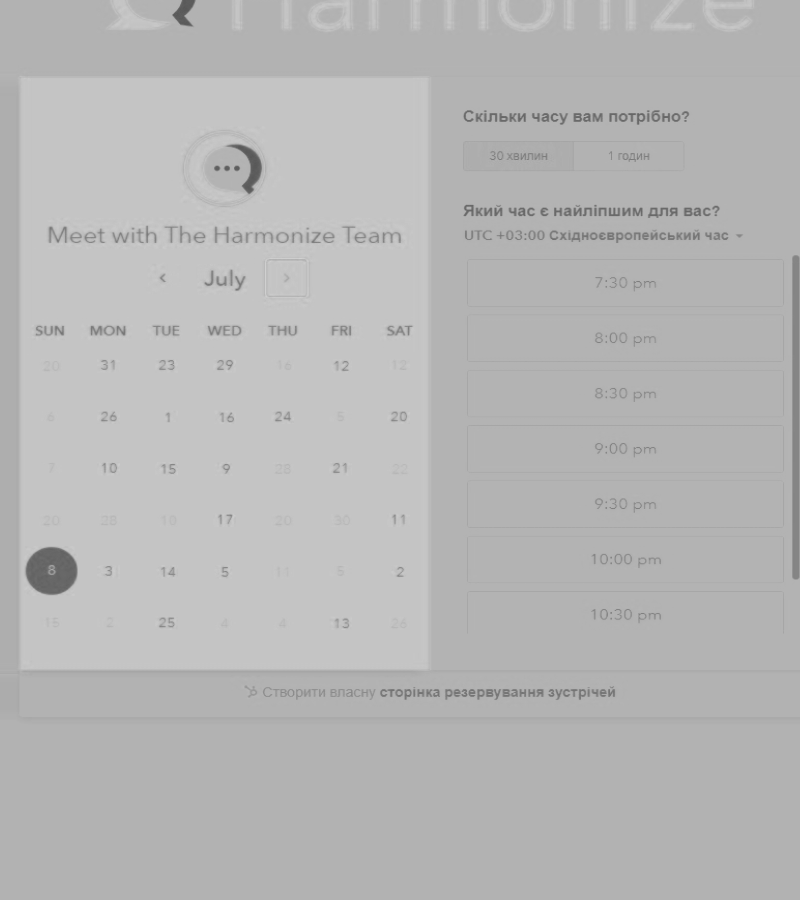 Harmonize
Meet with The Harmonize Team
July
SUN MON TUE WED THU FRI SAT
20 31 23 29 16 12 12
6 26 1 16 24 5 20
7 10 15 9 28 21 22
20 28 10 17 20 30 11
8 3 14 5 11 5 2
15 2 25 4 4 13 26
Скільки часу вам потрібно?
30 хвилин 1 годин
Який час є найліпшим для вас?
UTC +03:00 Східноєвропейський час
7:30 pm
8:00 pm
8:30 pm
9:00 pm
9:30 pm
10:00 pm
10:30 pm
Створити власну сторінка резервування зустрічей